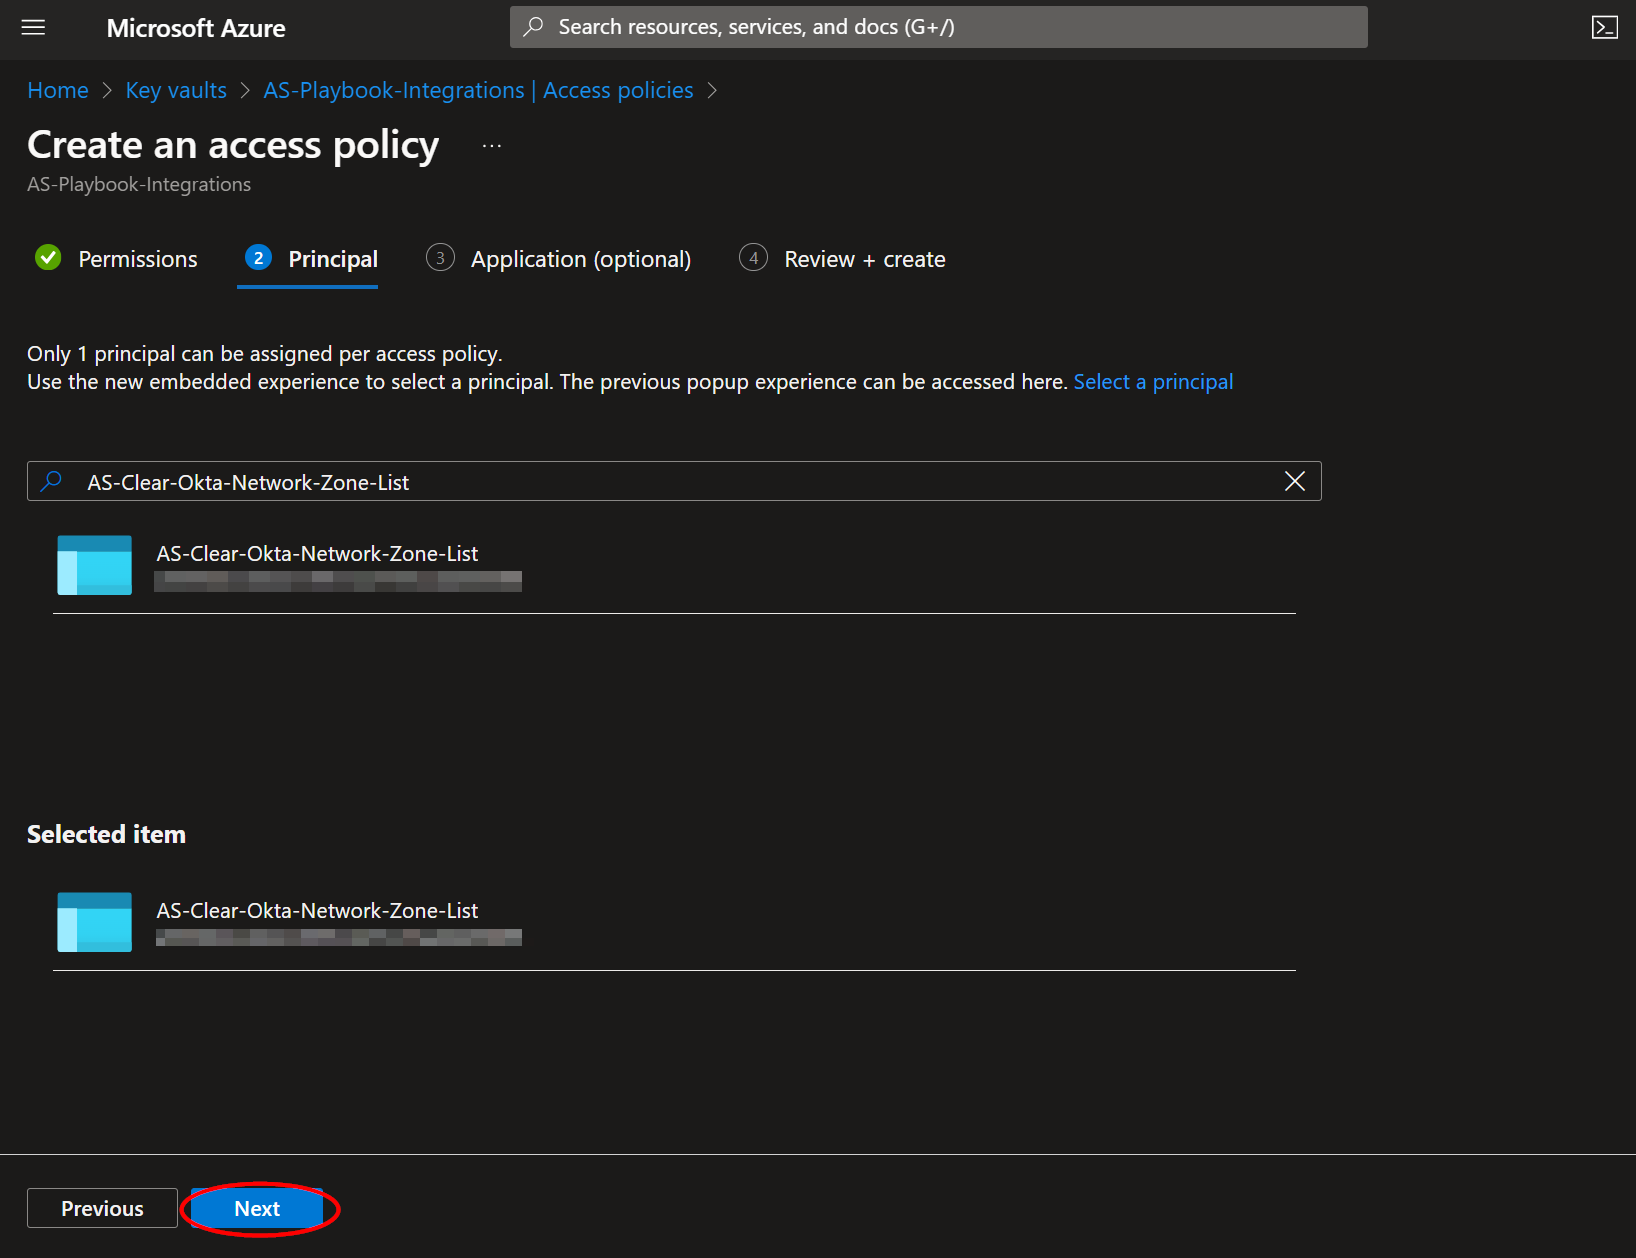 Microsoft Azure
Search resources, services, and docs (G+/)
Home > Key vaults > AS-Playbook-Integrations | Access policies >
Create an access policy ...
AS-Playbook-Integrations
Permissions
2 Principal
3 Application (optional)
4 Review + create
Only 1 principal can be assigned per access policy.
Use the new embedded experience to select a principal. The previous popup experience can be accessed here. Select a principal
AS-Clear-Okta-Network-Zone-List
AS-Clear-Okta-Network-Zone-List
Selected item
AS-Clear-Okta-Network-Zone-List
Previous
Next